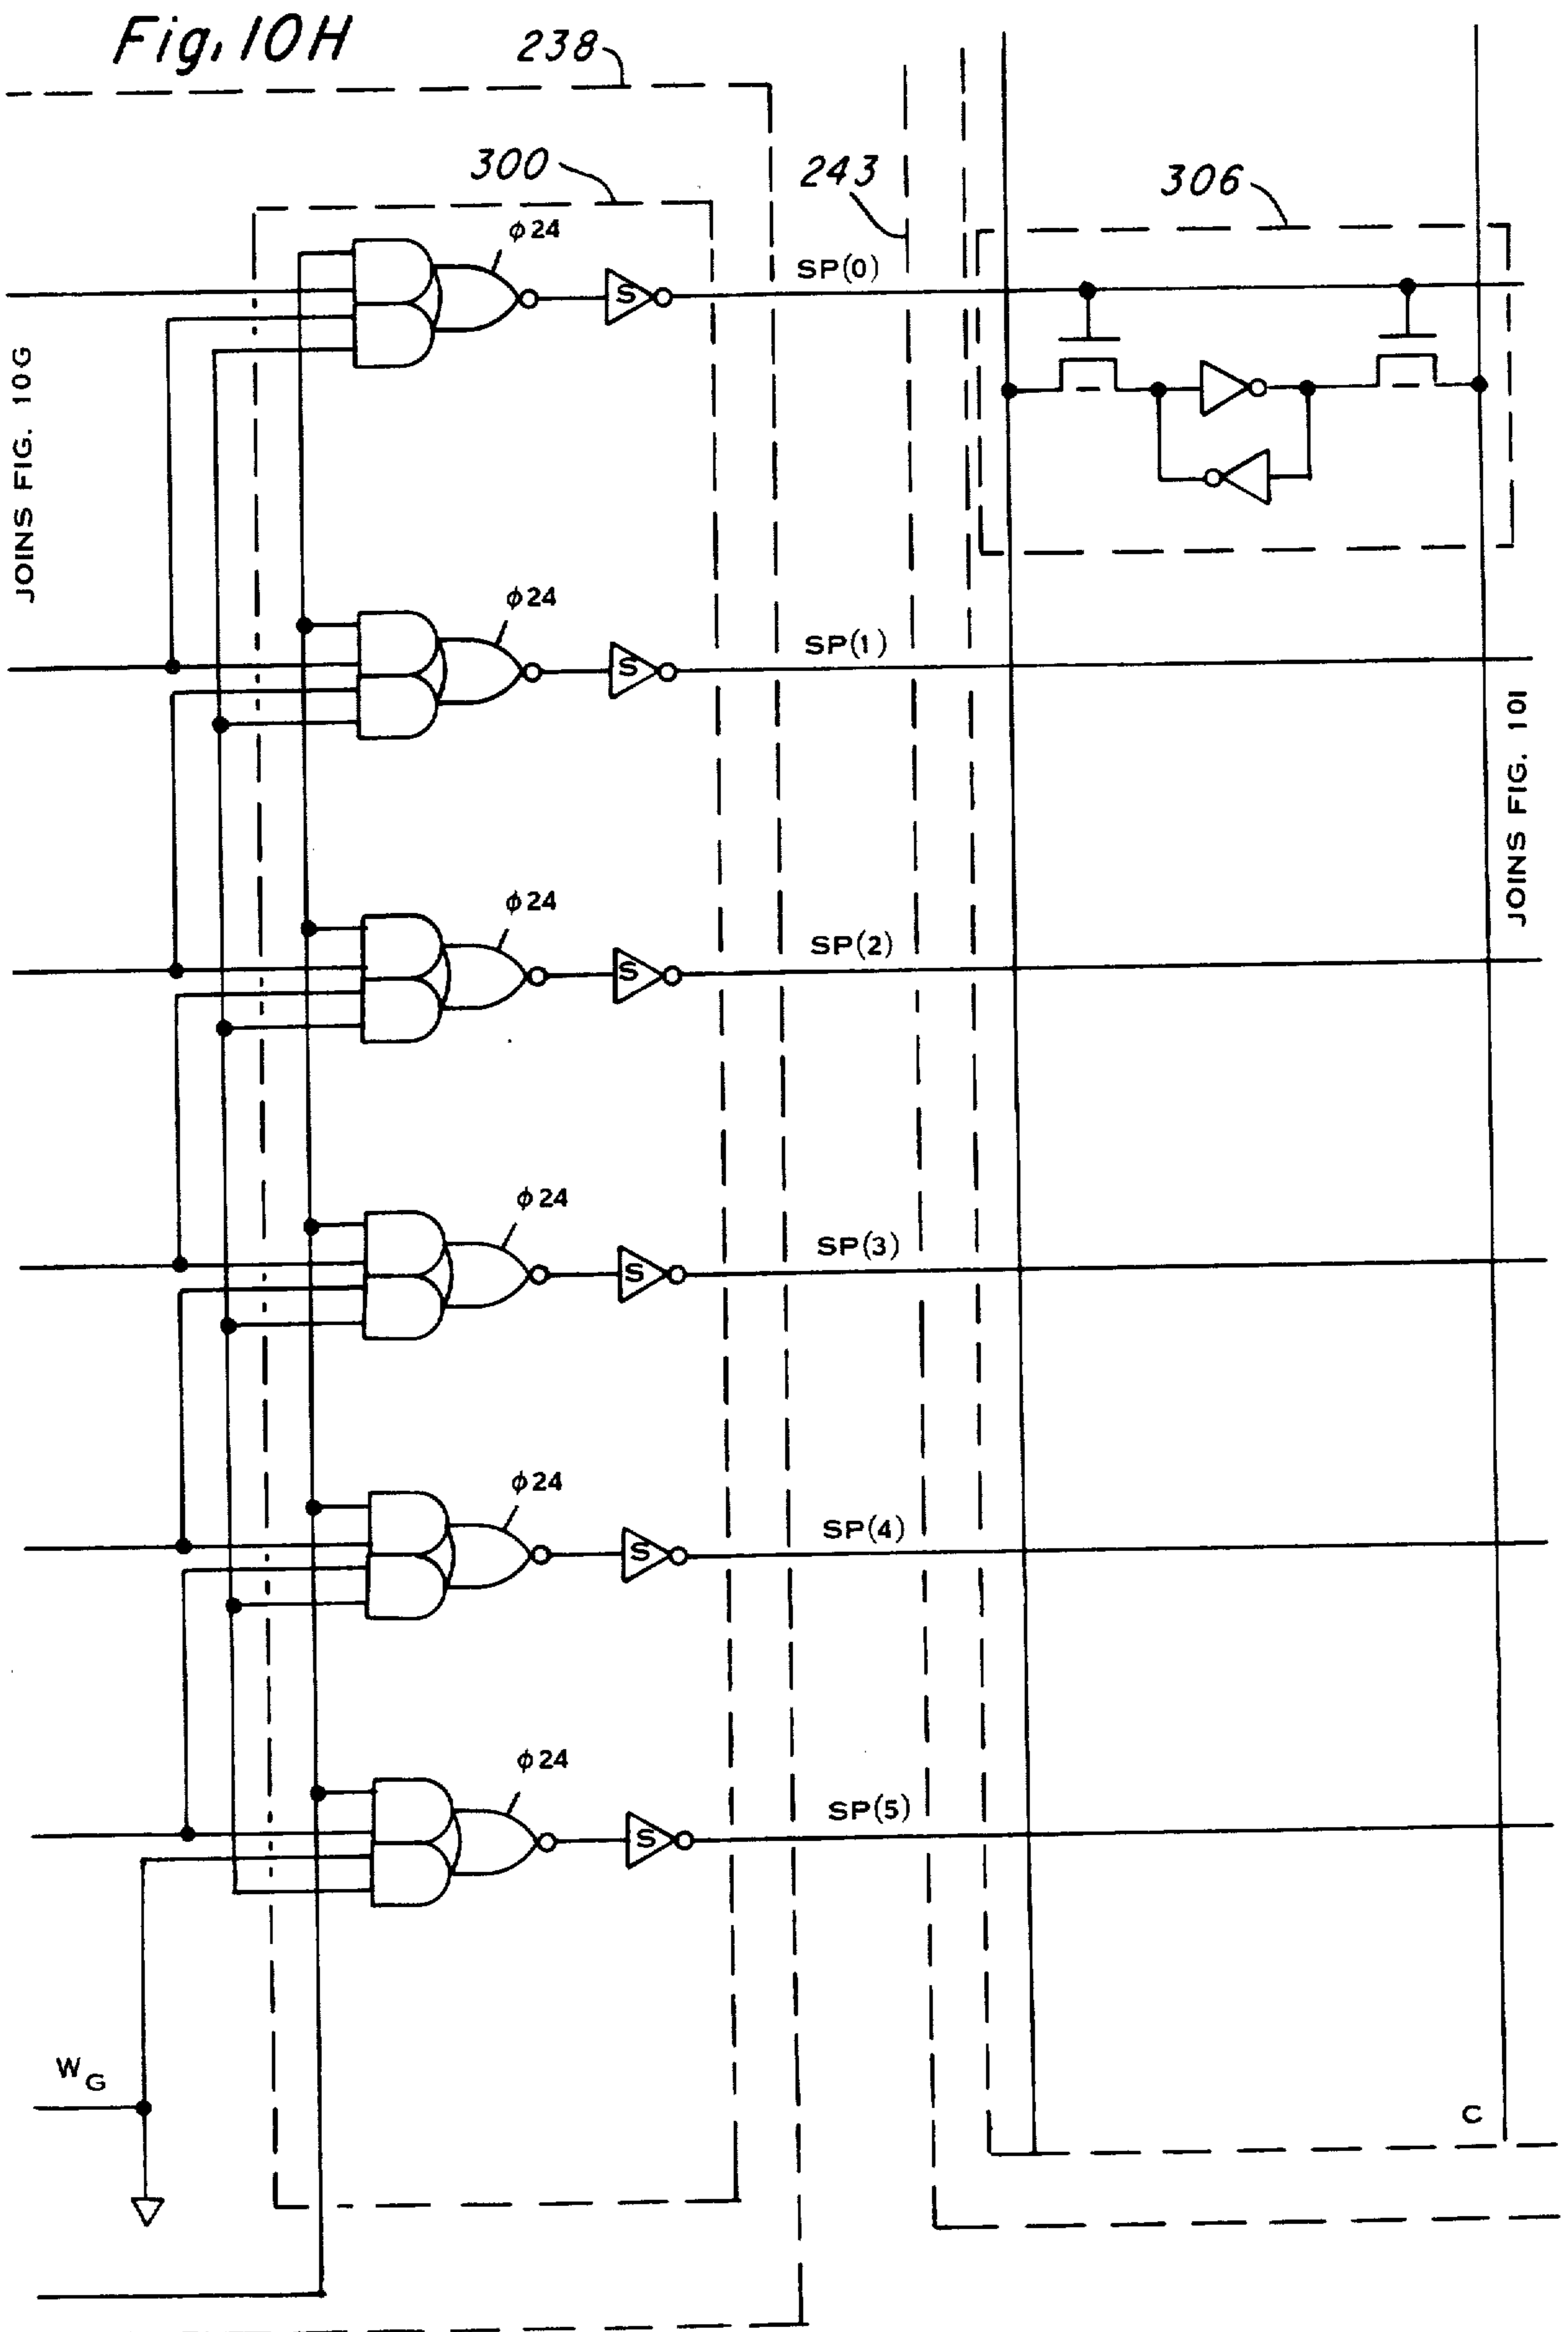 Fig. 10H
238
300
243
306
φ24
S
SP(0)
JOINS FIG. 10G
φ24
S
SP(1)
JOINS FIG. 10I
φ24
S
SP(2)
φ24
S
SP(3)
φ24
S
SP(4)
φ24
S
SP(5)
WG
C